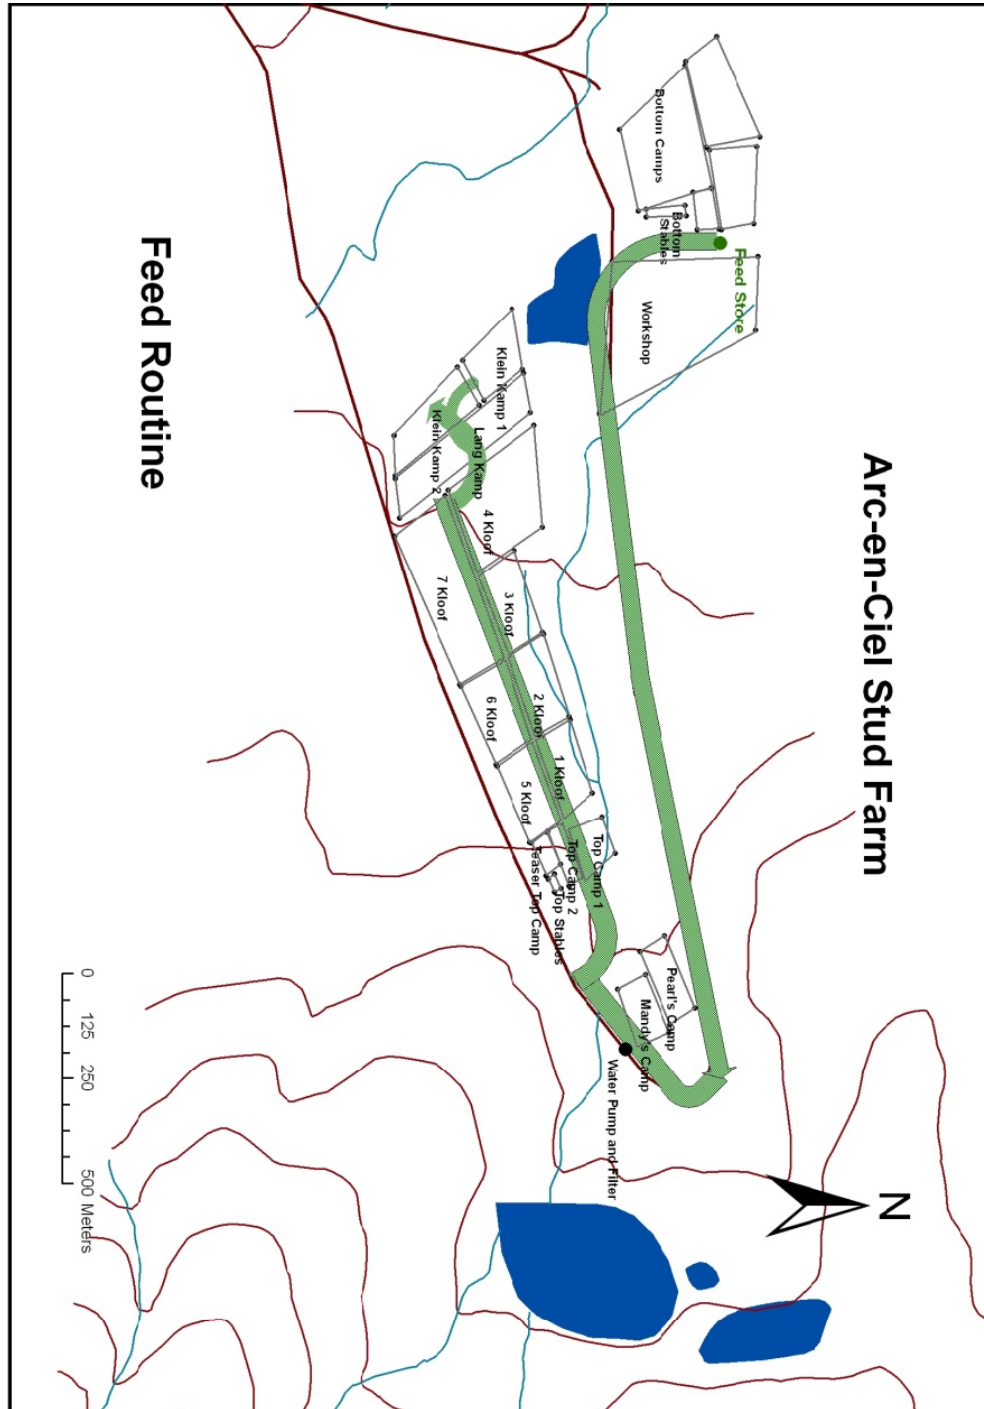 Arc-en-Ciel Stud Farm
Feed Routine
N
Feed Store
Bottom Camps
Bottom
Stables
Workshop
Klein Kamp 1
Lang Kamp
Klein Kamp 2
4 Kloof
7 Kloof
3 Kloof
6 Kloof
2 Kloof
5 Kloof
1 Kloof
Top Camp 1
Top Camp 2
Top Stables
Teaser Top Camp
Pearl's Camp
Mandy's Camp
Water Pump and Filter
0 125 250 500 Meters